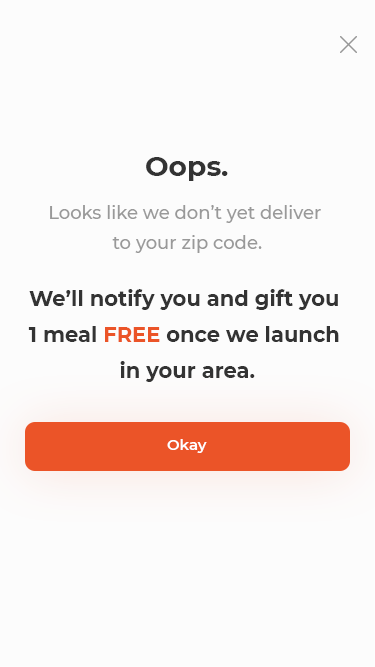 Oops.
Looks like we don’t yet deliver
to your zip code.
We’ll notify you and gift you
1 meal FREE once we launch
in your area.
Okay